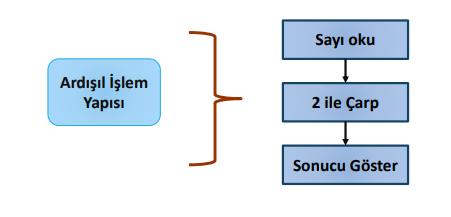 Ardışıl İşlem
Yapısı
Sayı oku
2 ile Çarp
Sonucu Göster